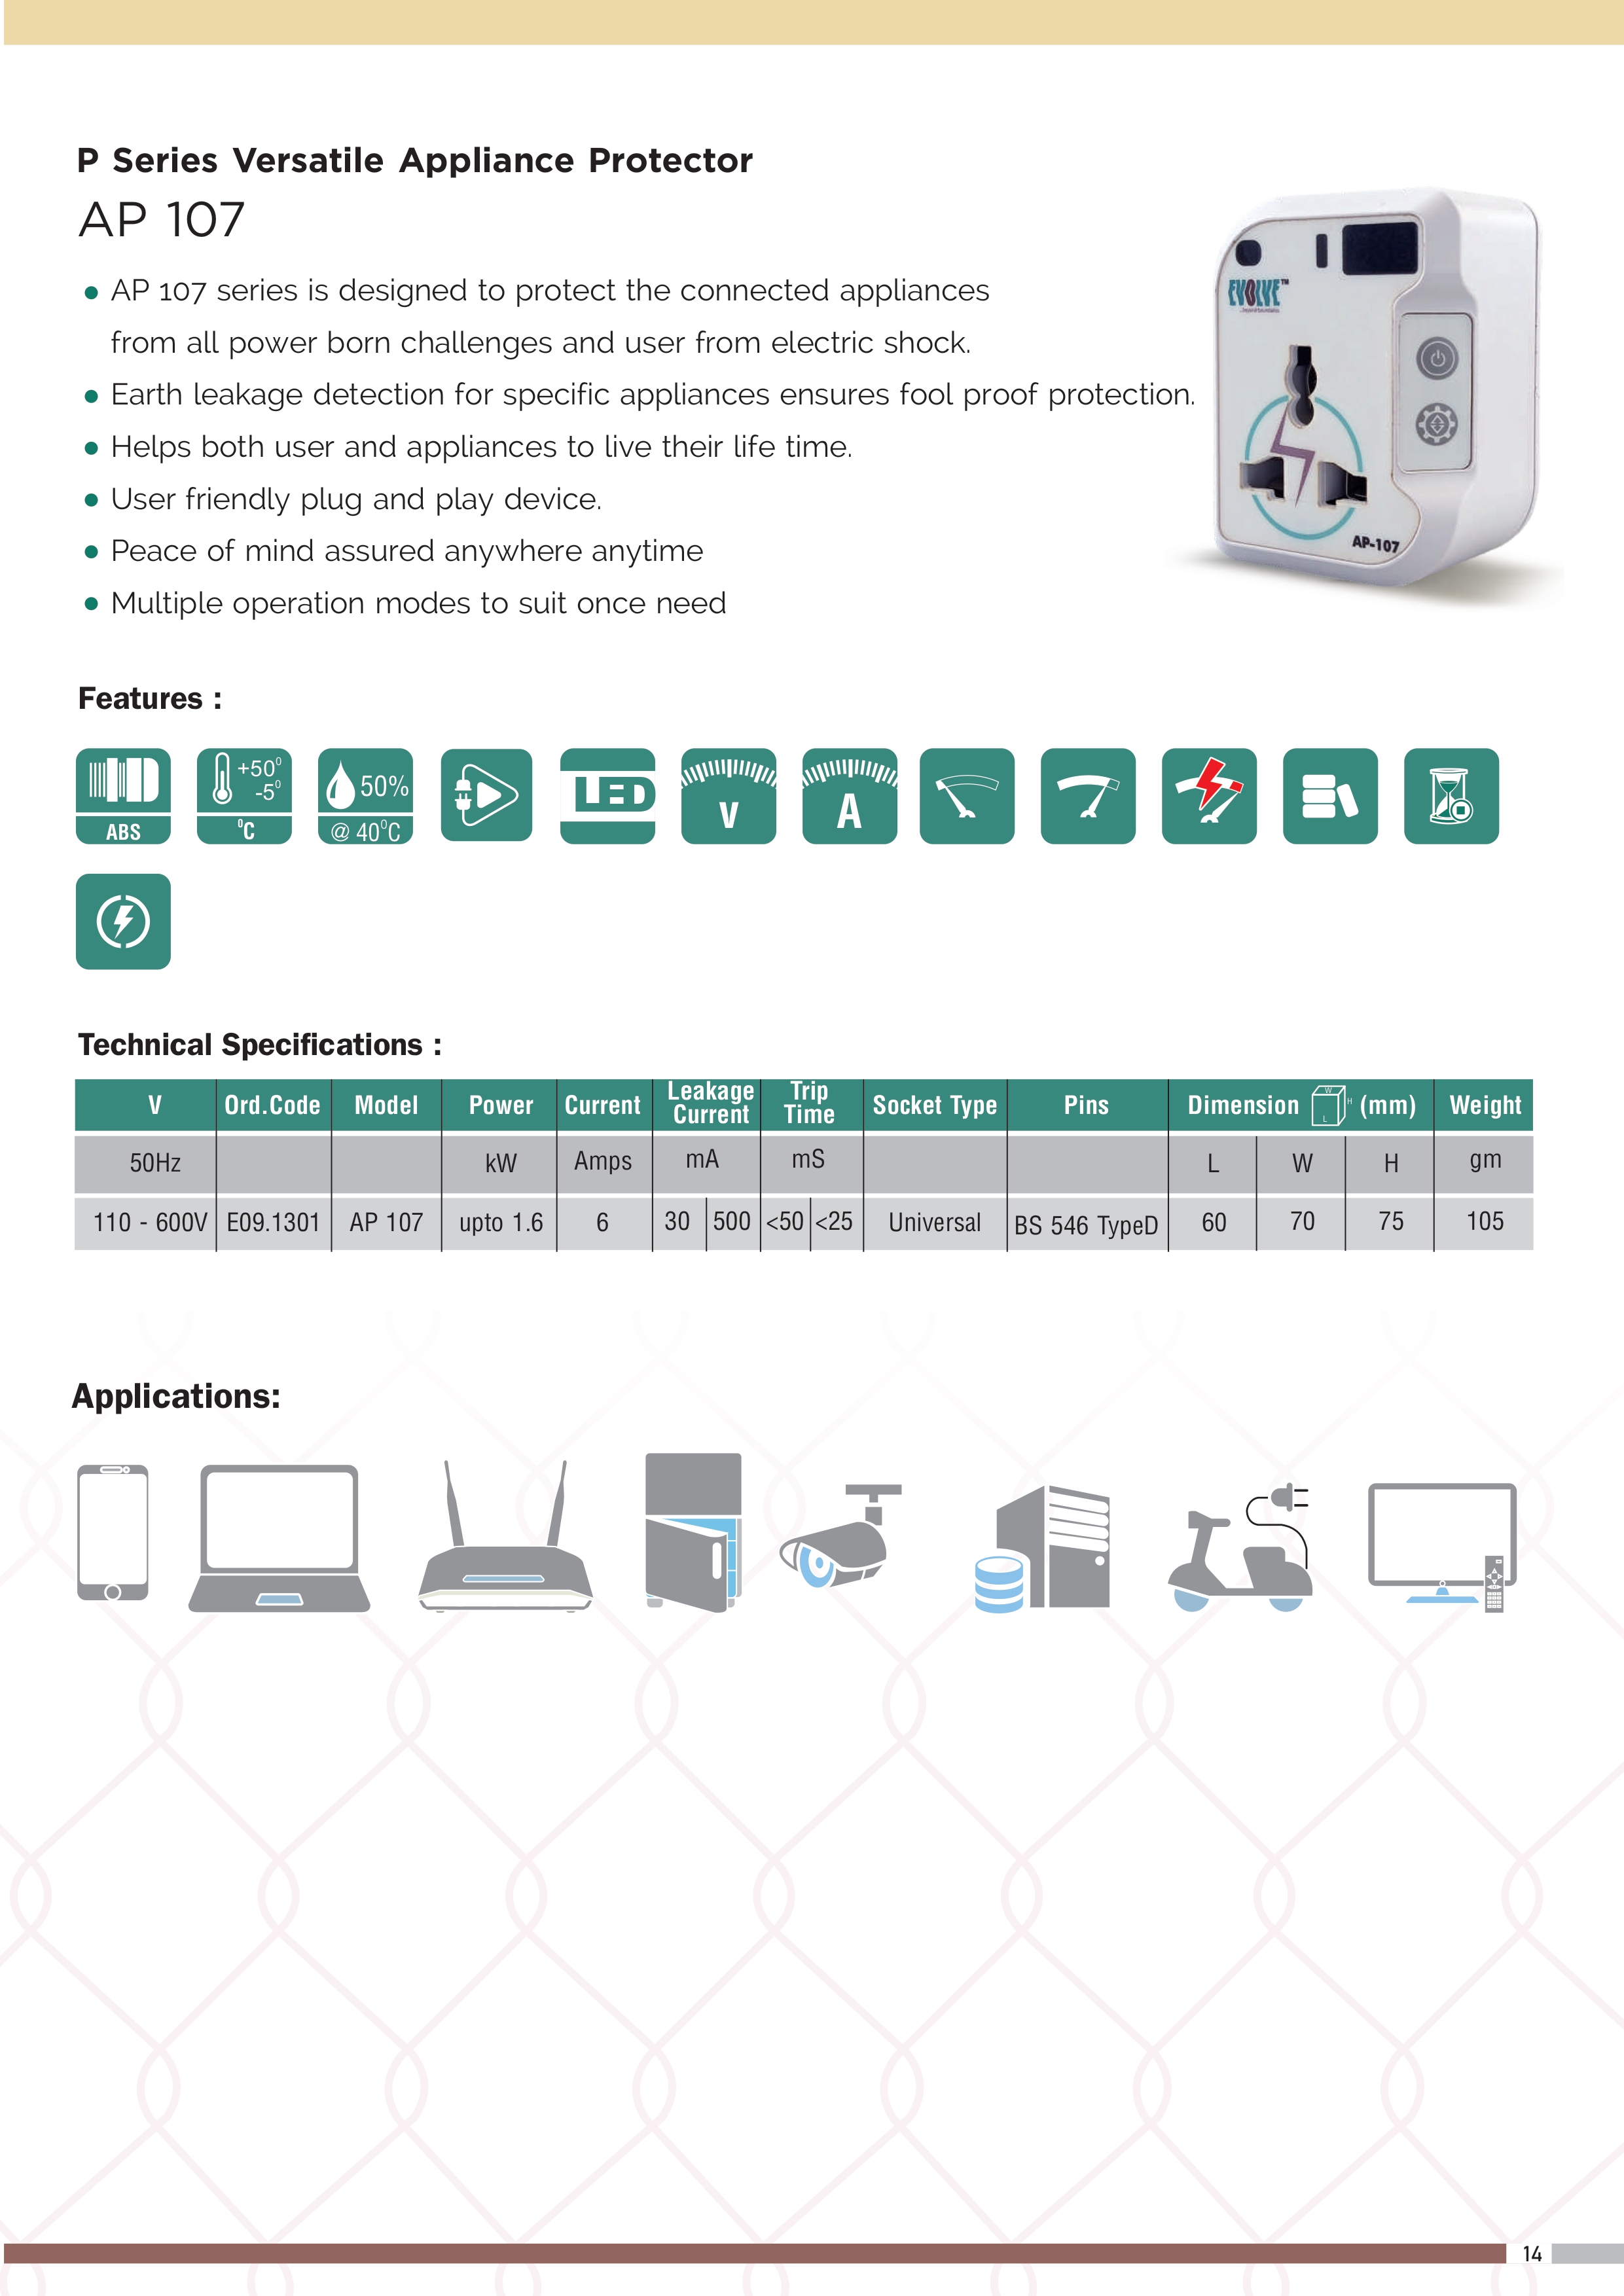 P Series Versatile Appliance Protector
AP 107
AP 107 series is designed to protect the connected appliances
from all power born challenges and user from electric shock.
Earth leakage detection for specific appliances ensures fool proof protection.
Helps both user and appliances to live their life time.
User friendly plug and play device.
Peace of mind assured anywhere anytime
Multiple operation modes to suit once need
EVOLVE™
AP-107
Features :
ABS
+50⁰
-5⁰
⁰C
50%
@ 40⁰C
LED
V
A
Technical Specifications :
V Ord.Code Model Power Current Leakage Current Trip Time Socket Type Pins Dimension W H L (mm) Weight
50Hz kW Amps mA mS L W H gm
110 - 600V E09.1301 AP 107 upto 1.6 6 30 500 <50 <25 Universal BS 546 TypeD 60 70 75 105
Applications:
14